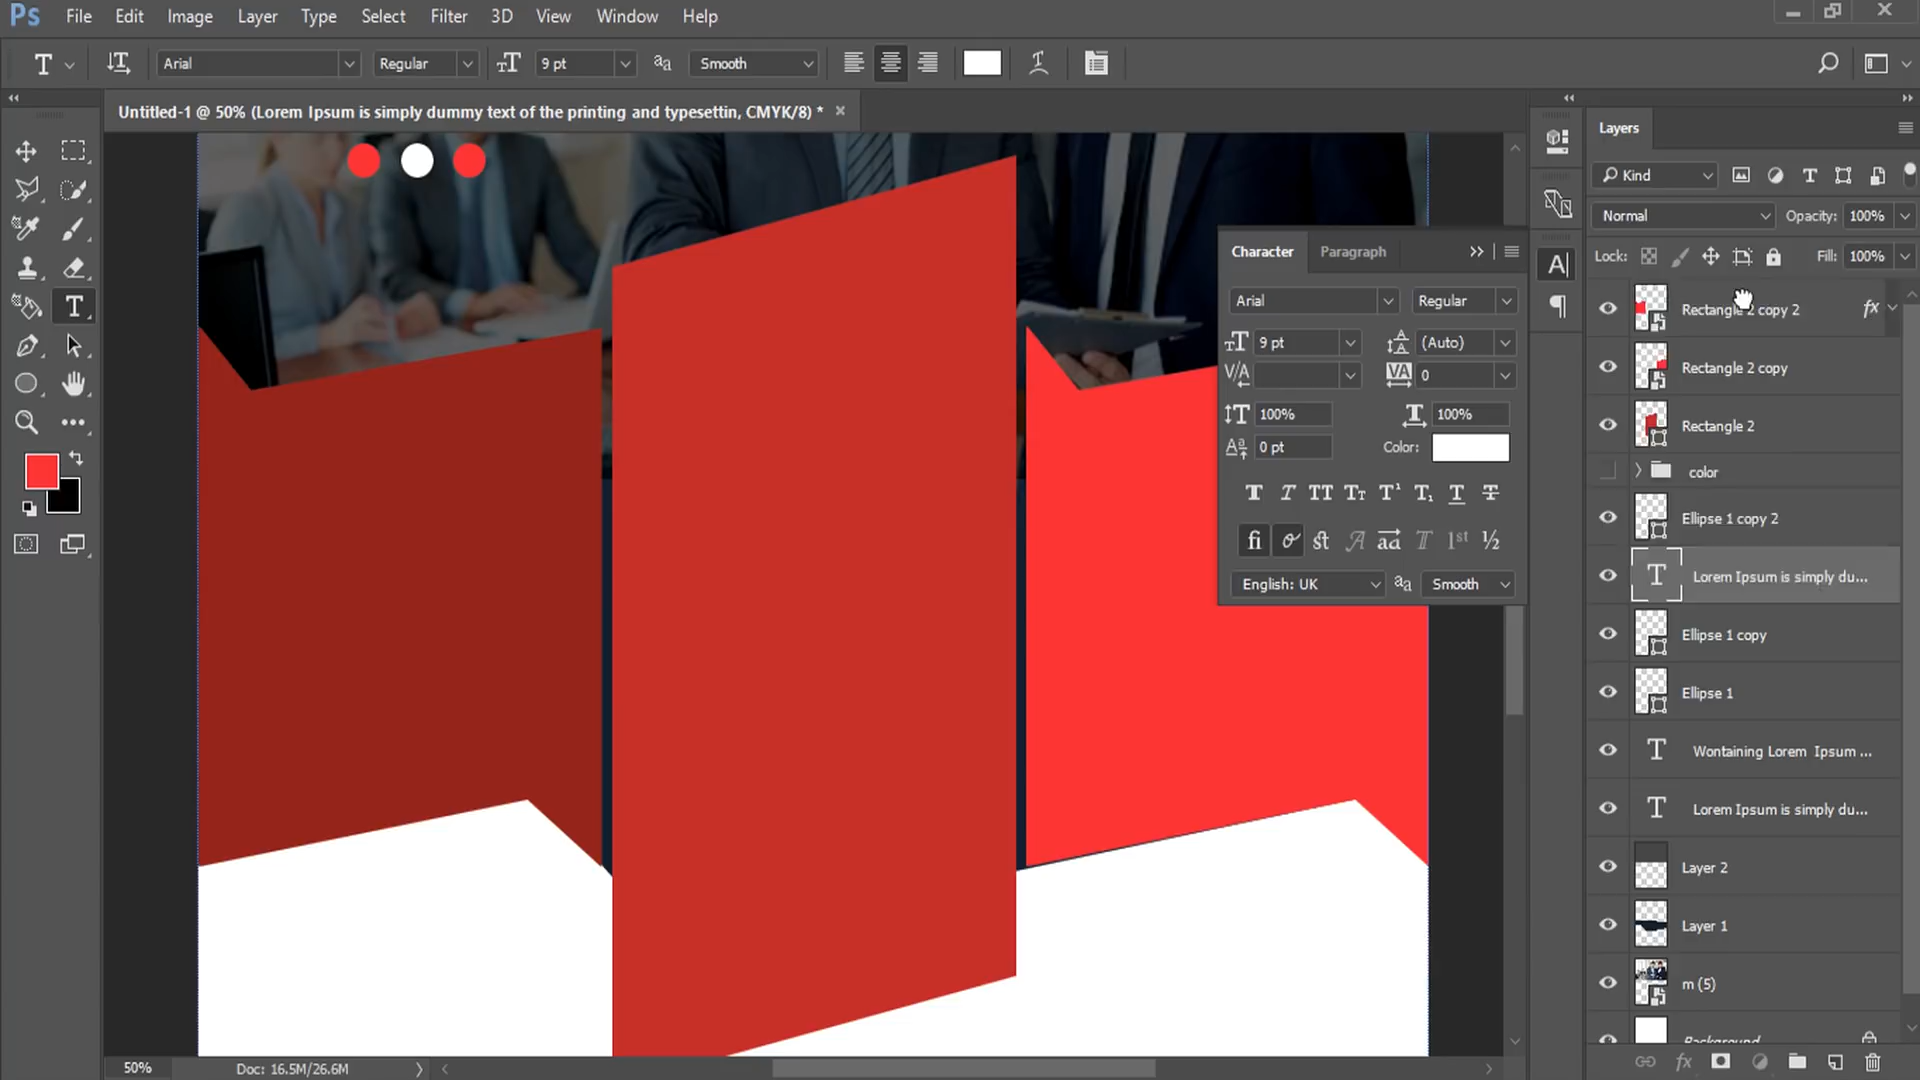 Ps File Edit Image Layer Type Select Filter 3D View Window Help
Arial Regular 9 pt Smooth
Untitled-1 @ 50% (Lorem Ipsum is simply dummy text of the printing and typesettin, CMYK/8) *
Layers
Kind
Normal Opacity: 100%
Lock: Fill: 100%
Character Paragraph
Arial Regular
9 pt (Auto)
0
100% 100%
0 pt Color:
English: UK Smooth
Rectangle 2 copy 2 fx
Rectangle 2 copy
Rectangle 2
color
Ellipse 1 copy 2
Lorem Ipsum is simply du...
Ellipse 1 copy
Ellipse 1
Wontaining Lorem Ipsum ...
Lorem Ipsum is simply du...
Layer 2
Layer 1
m (5)
Background
50% Doc: 16.5M/26.6M